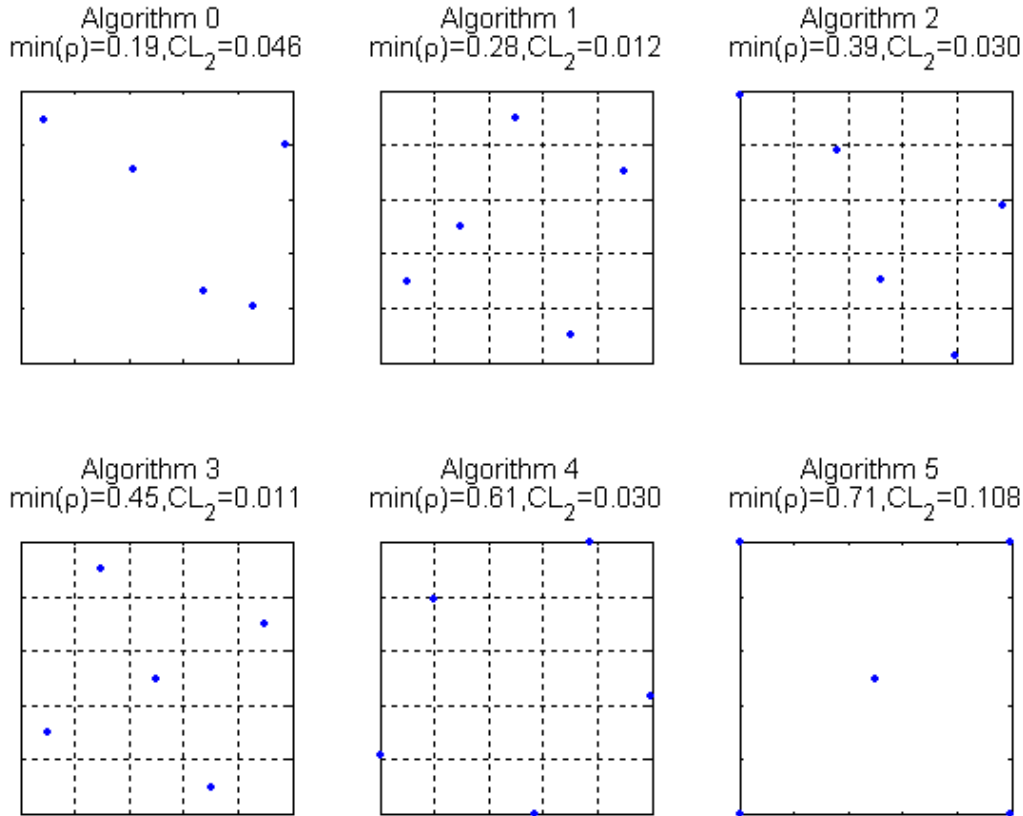 Algorithm 0
min(ρ)=0.19,CL₂=0.046
Algorithm 1
min(ρ)=0.28,CL₂=0.012
Algorithm 2
min(ρ)=0.39,CL₂=0.030
Algorithm 3
min(ρ)=0.45,CL₂=0.011
Algorithm 4
min(ρ)=0.61,CL₂=0.030
Algorithm 5
min(ρ)=0.71,CL₂=0.108